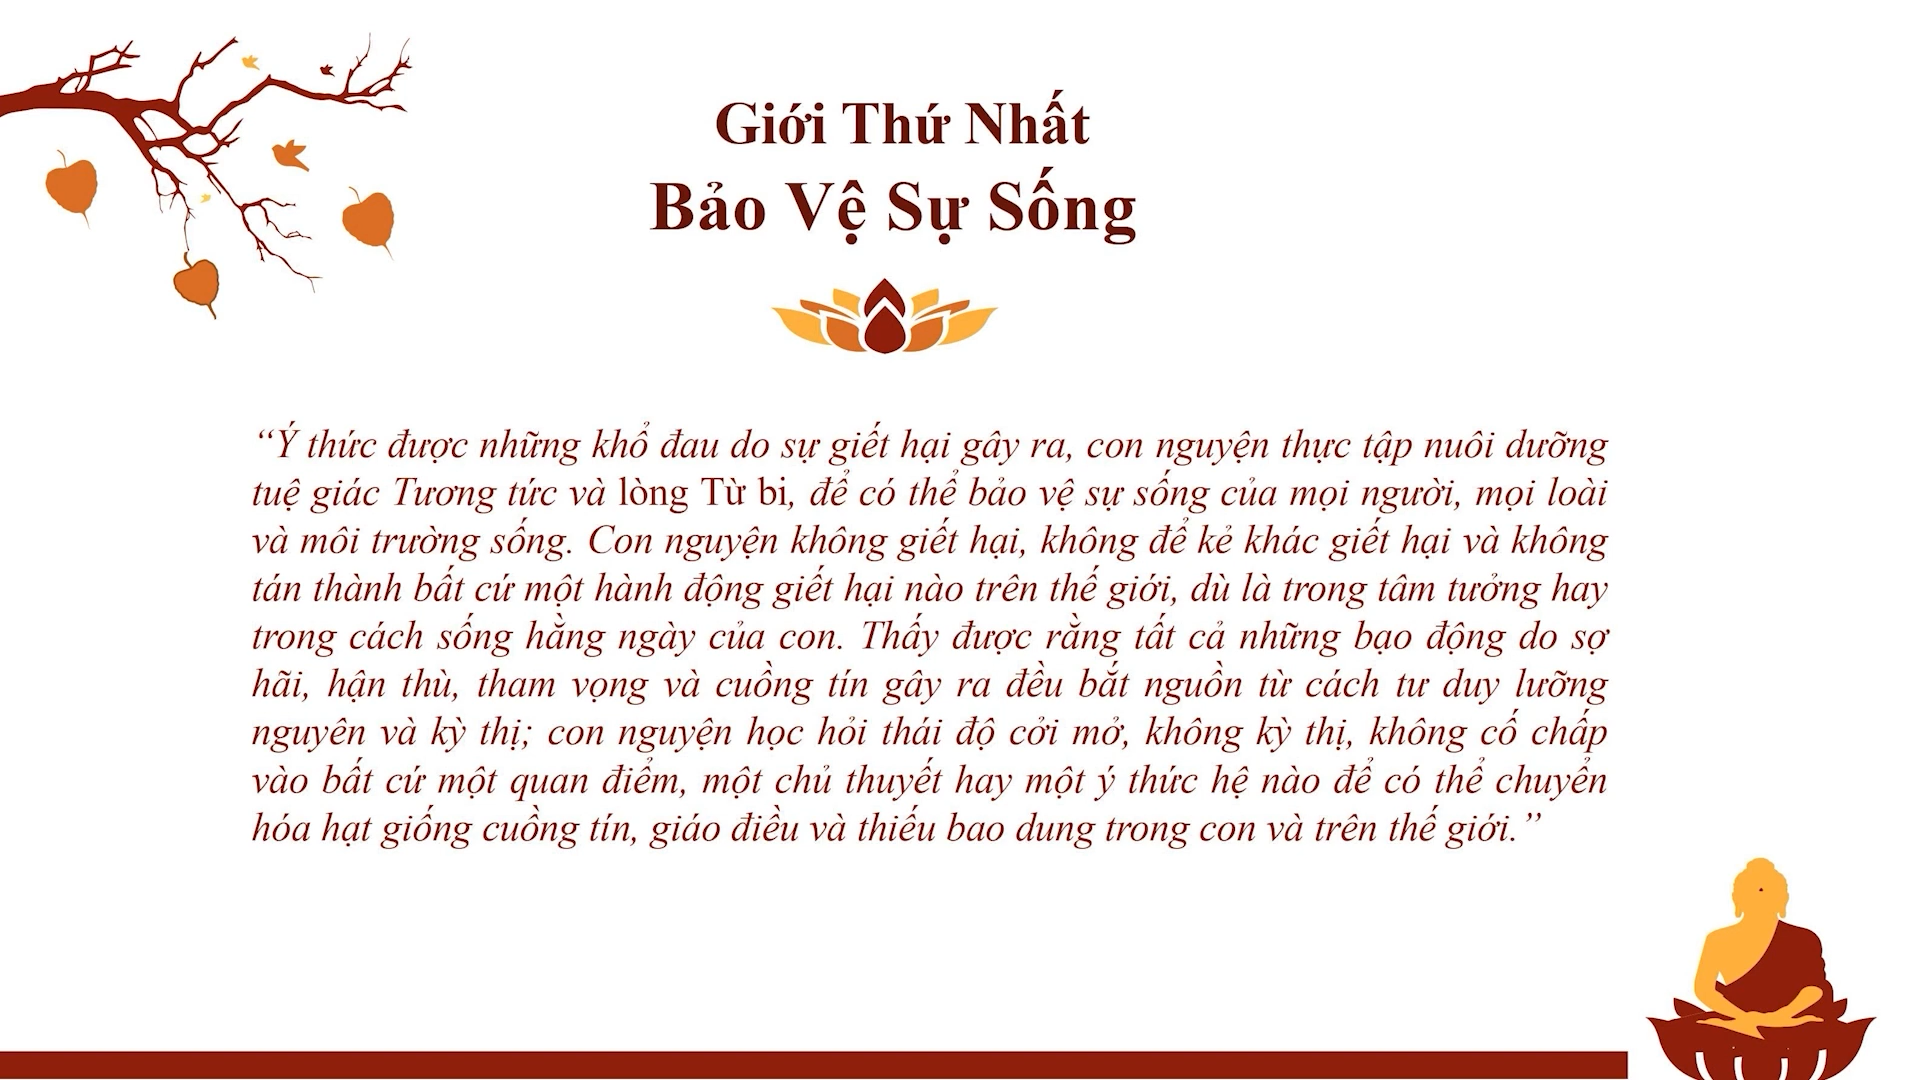 Giới Thứ Nhất
Bảo Vệ Sự Sống
“Ý thức được những khổ đau do sự giết hại gây ra, con nguyện thực tập nuôi dưỡng
tuệ giác Tương tức và lòng Từ bi, để có thể bảo vệ sự sống của mọi người, mọi loài
và môi trường sống. Con nguyện không giết hại, không để kẻ khác giết hại và không
tán thành bất cứ một hành động giết hại nào trên thế giới, dù là trong tâm tưởng hay
trong cách sống hằng ngày của con. Thấy được rằng tất cả những bạo động do sợ
hãi, hận thù, tham vọng và cuồng tín gây ra đều bắt nguồn từ cách tư duy lưỡng
nguyên và kỳ thị; con nguyện học hỏi thái độ cởi mở, không kỳ thị, không cố chấp
vào bất cứ một quan điểm, một chủ thuyết hay một ý thức hệ nào để có thể chuyển
hóa hạt giống cuồng tín, giáo điều và thiếu bao dung trong con và trên thế giới.”